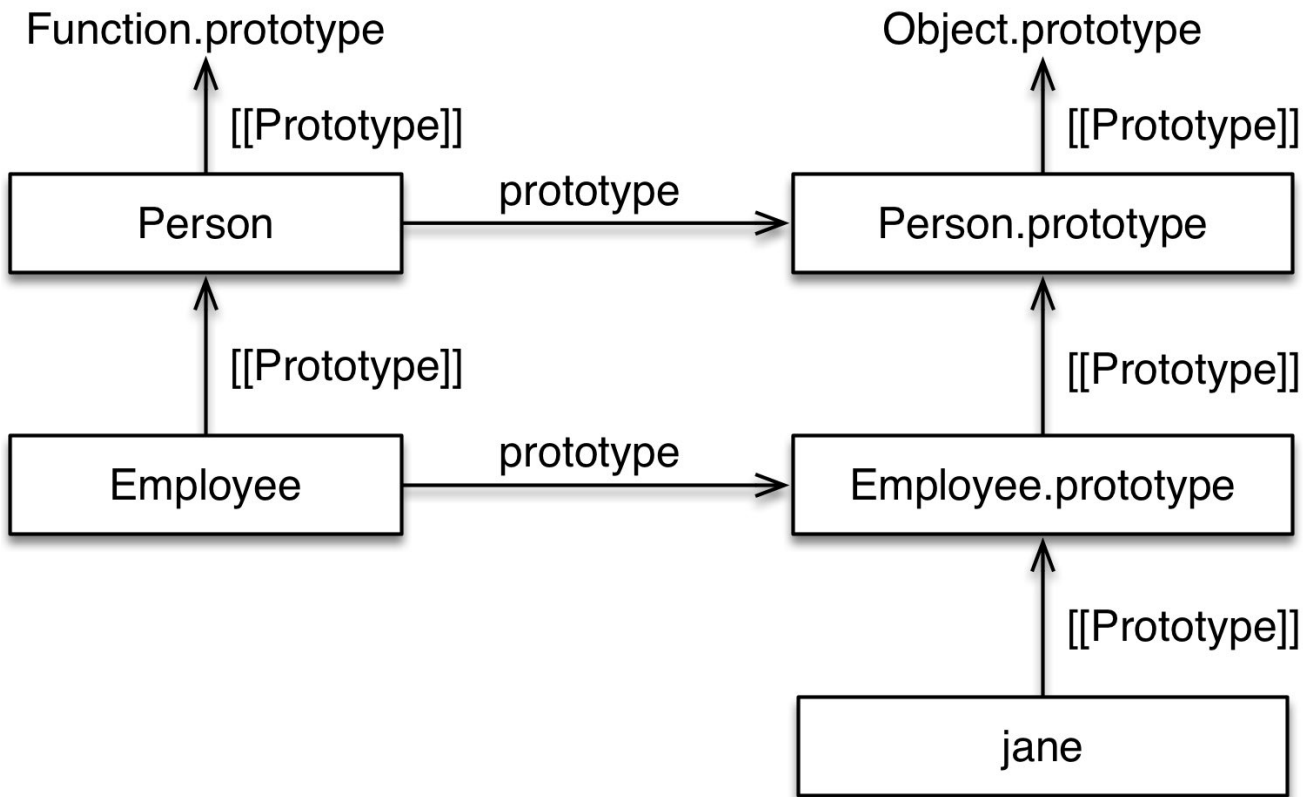 Function.prototype
Object.prototype
[[Prototype]]
[[Prototype]]
Person
prototype
Person.prototype
[[Prototype]]
[[Prototype]]
Employee
prototype
Employee.prototype
[[Prototype]]
jane